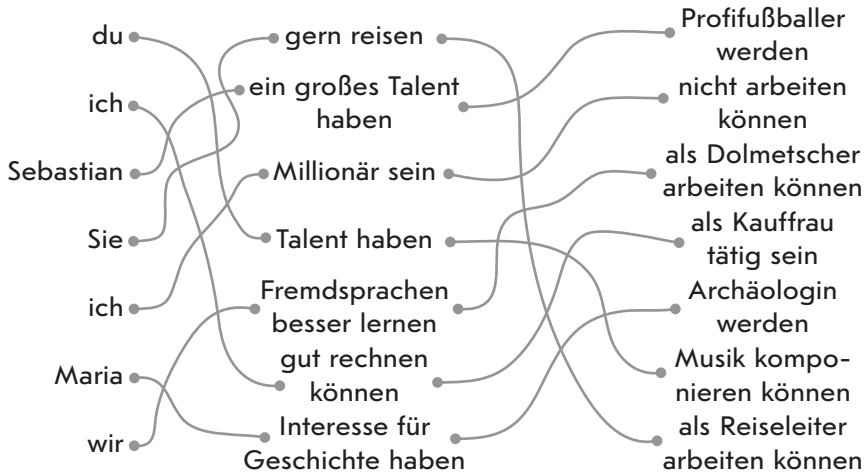 du
ich
Sebastian
Sie
ich
Maria
wir
gern reisen
ein großes Talent
haben
Millionär sein
Talent haben
Fremdsprachen
besser lernen
gut rechnen
können
Interesse für
Geschichte haben
Profifußballer
werden
nicht arbeiten
können
als Dolmetscher
arbeiten können
als Kauffrau
tätig sein
Archäologin
werden
Musik kompo-
nieren können
als Reiseleiter
arbeiten können